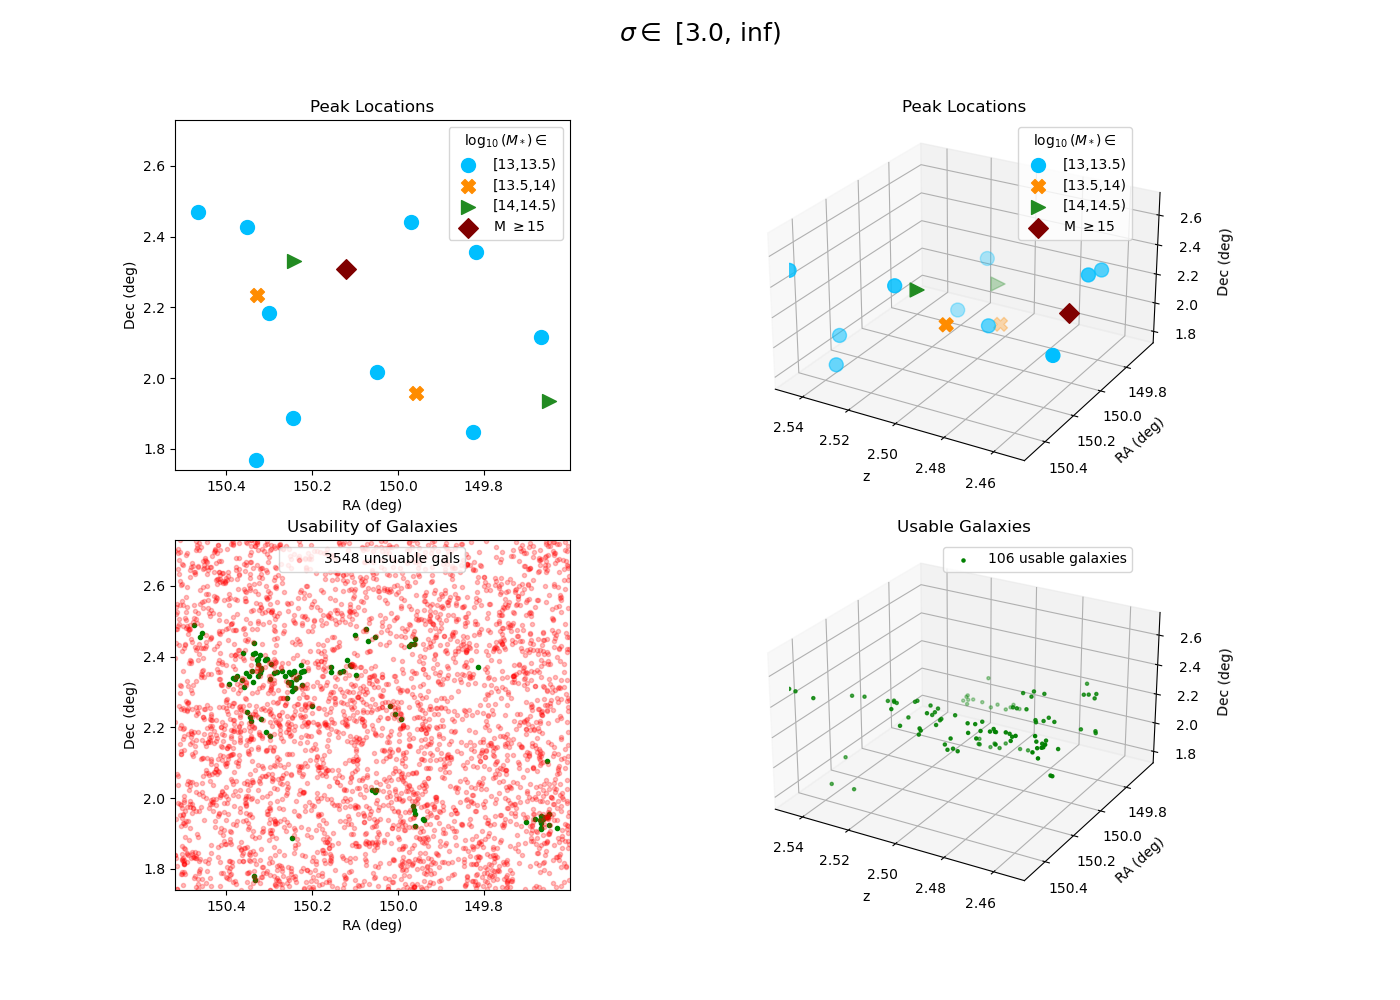 σ ∈ [3.0, inf)
Peak Locations
log₁₀(M*) ∈
[13,13.5)
[13.5,14)
[14,14.5)
M ≥15
2.6
2.4
2.2
2.0
1.8
Dec (deg)
150.4 150.2 150.0 149.8
RA (deg)
Peak Locations
log₁₀(M*) ∈
[13,13.5)
[13.5,14)
[14,14.5)
M ≥15
2.6
2.4
2.2
2.0
1.8
Dec (deg)
149.8
150.0
150.2
150.4
RA (deg)
2.54
2.52
2.50
2.48
2.46
z
Usability of Galaxies
3548 unsuable gals
2.6
2.4
2.2
2.0
1.8
Dec (deg)
150.4 150.2 150.0 149.8
RA (deg)
Usable Galaxies
106 usable galaxies
2.6
2.4
2.2
2.0
1.8
Dec (deg)
149.8
150.0
150.2
150.4
RA (deg)
2.54
2.52
2.50
2.48
2.46
z